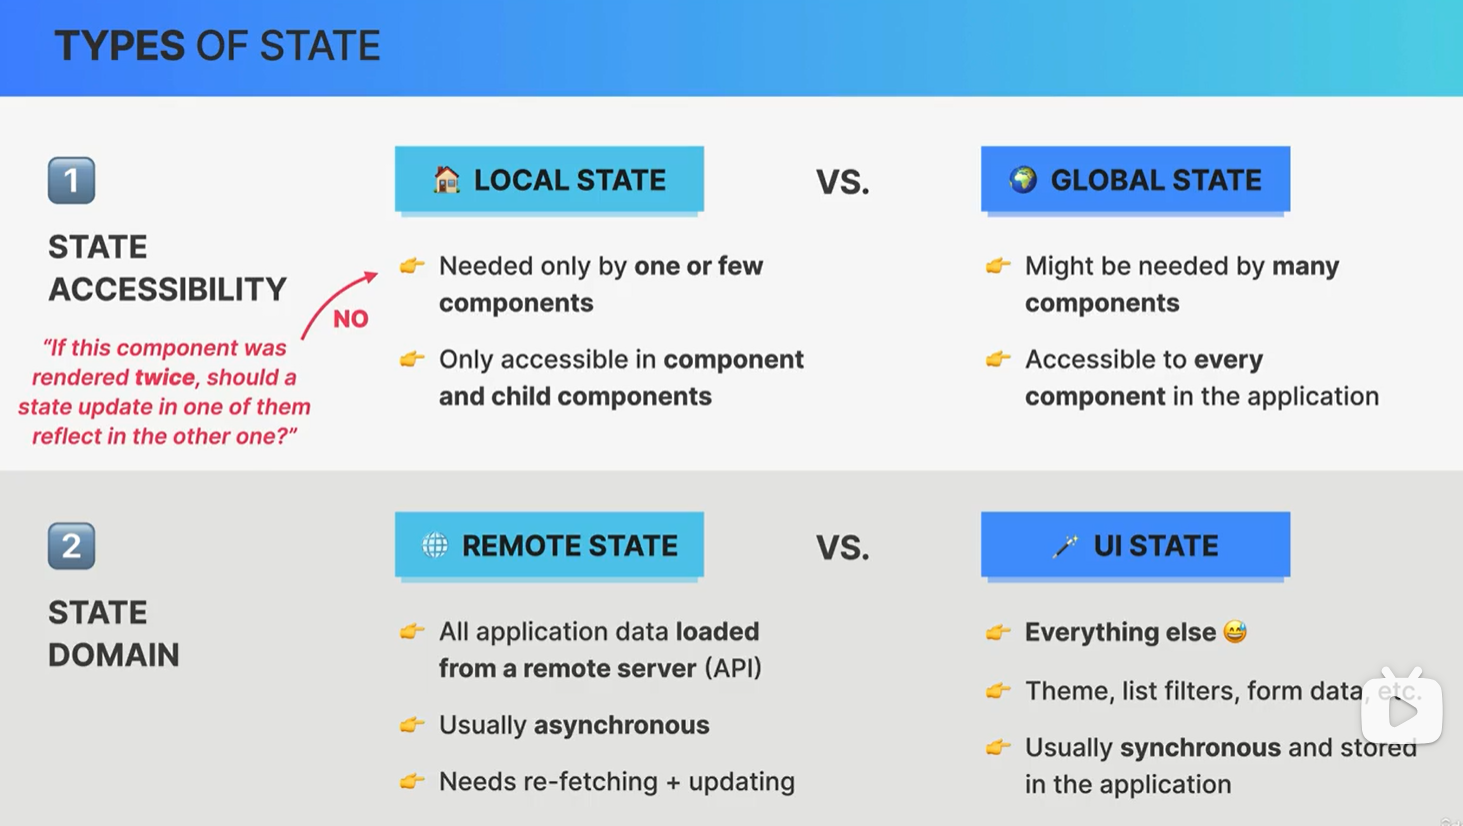 TYPES OF STATE
1
STATE
ACCESSIBILITY
“If this component was
rendered twice, should a
state update in one of them
reflect in the other one?”
NO
LOCAL STATE
Needed only by one or few
components
Only accessible in component
and child components
VS.
GLOBAL STATE
Might be needed by many
components
Accessible to every
component in the application
2
STATE
DOMAIN
REMOTE STATE
All application data loaded
from a remote server (API)
Usually asynchronous
Needs re-fetching + updating
VS.
UI STATE
Everything else
Theme, list filters, form data, etc.
Usually synchronous and stored
in the application